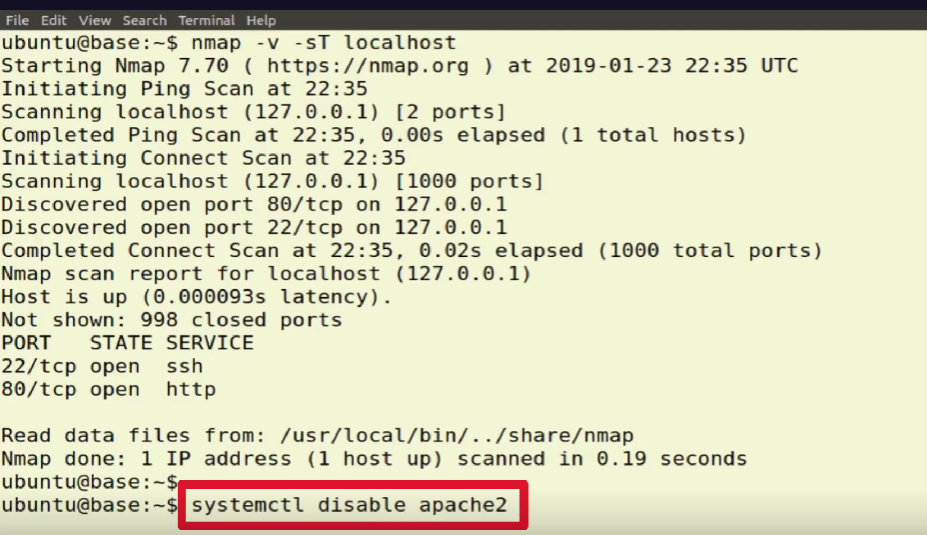 File Edit View Search Terminal Help
ubuntu@base:~$ nmap -v -sT localhost
Starting Nmap 7.70 ( https://nmap.org ) at 2019-01-23 22:35 UTC
Initiating Ping Scan at 22:35
Scanning localhost (127.0.0.1) [2 ports]
Completed Ping Scan at 22:35, 0.00s elapsed (1 total hosts)
Initiating Connect Scan at 22:35
Scanning localhost (127.0.0.1) [1000 ports]
Discovered open port 80/tcp on 127.0.0.1
Discovered open port 22/tcp on 127.0.0.1
Completed Connect Scan at 22:35, 0.02s elapsed (1000 total ports)
Nmap scan report for localhost (127.0.0.1)
Host is up (0.000093s latency).
Not shown: 998 closed ports
PORT   STATE SERVICE
22/tcp open  ssh
80/tcp open  http
Read data files from: /usr/local/bin/../share/nmap
Nmap done: 1 IP address (1 host up) scanned in 0.19 seconds
ubuntu@base:~$
ubuntu@base:~$ systemctl disable apache2